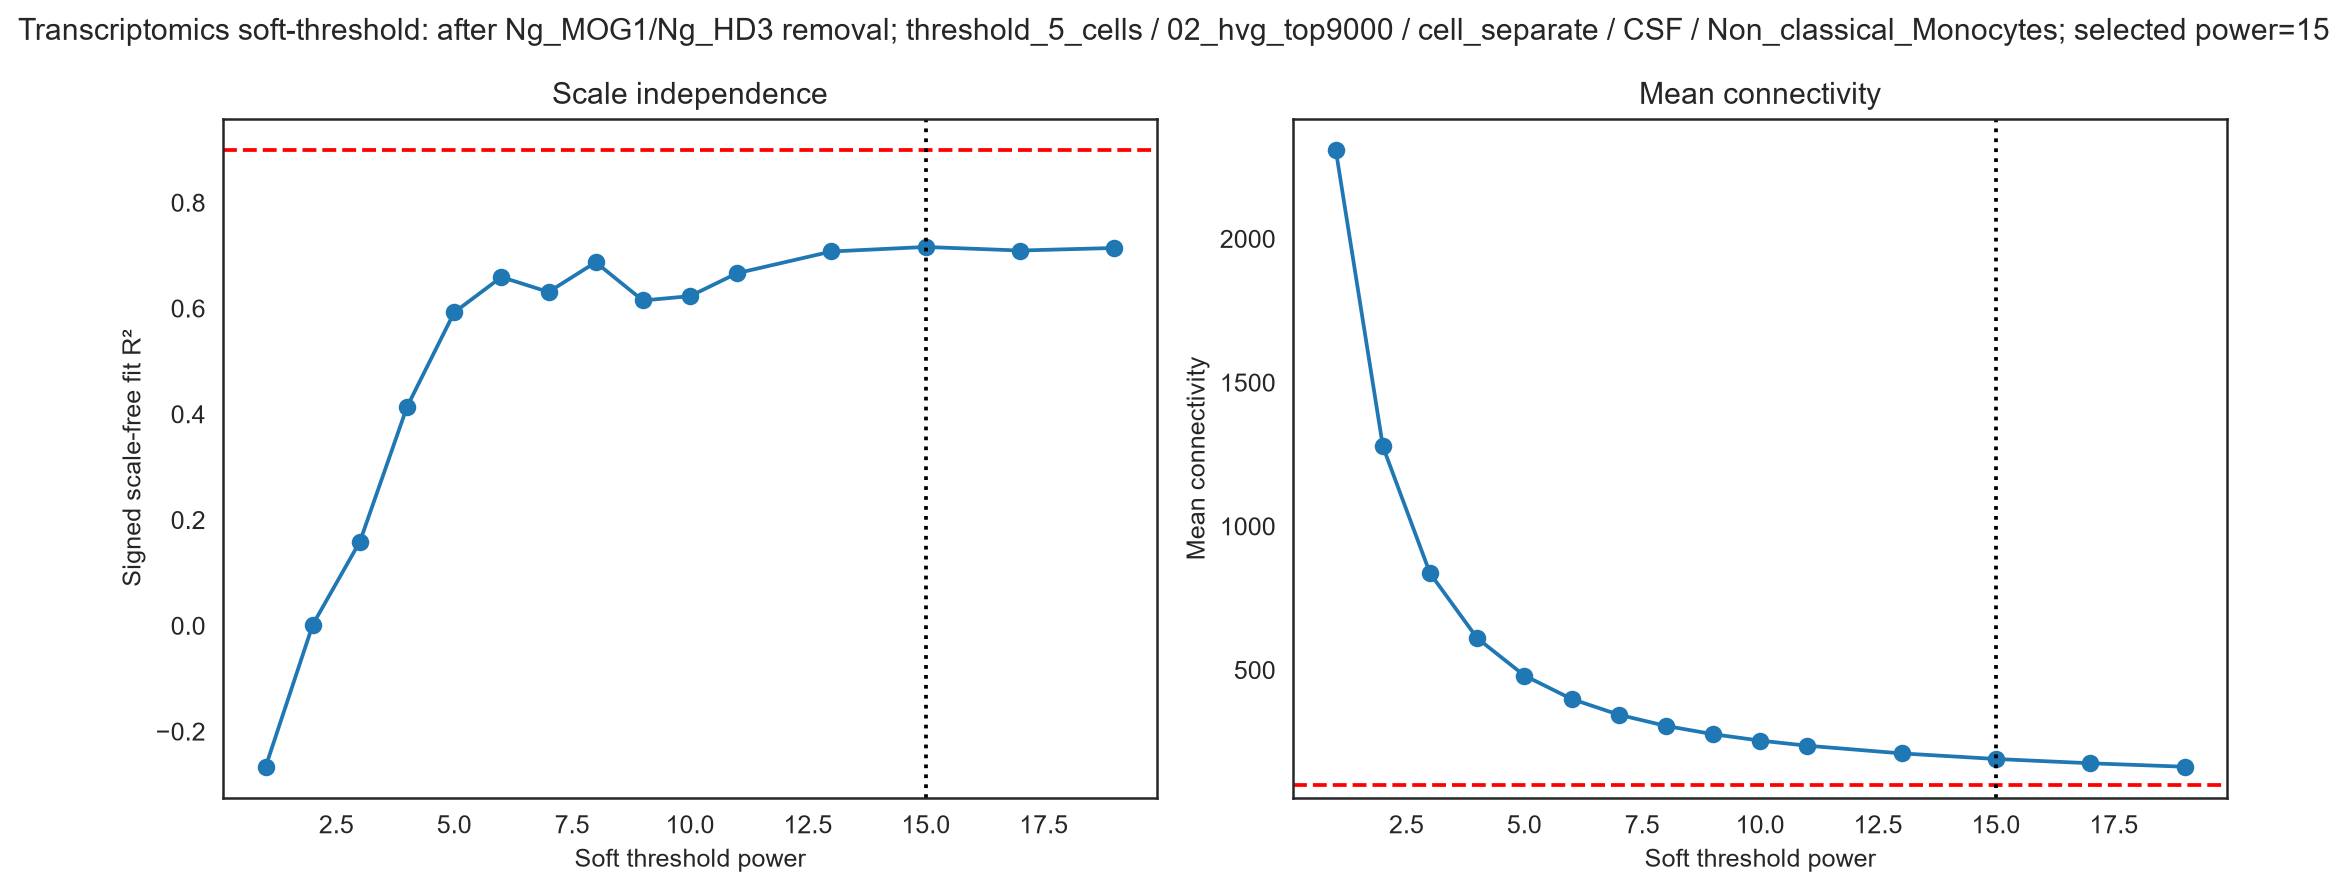 Transcriptomics soft-threshold: after Ng_MOG1/Ng_HD3 removal; threshold_5_cells / 02_hvg_top9000 / cell_separate / CSF / Non_classical_Monocytes; selected power=15
Scale independence
Signed scale-free fit R²
0.8
0.6
0.4
0.2
0.0
−0.2
2.5 5.0 7.5 10.0 12.5 15.0 17.5
Soft threshold power
Mean connectivity
Mean connectivity
2000
1500
1000
500
2.5 5.0 7.5 10.0 12.5 15.0 17.5
Soft threshold power